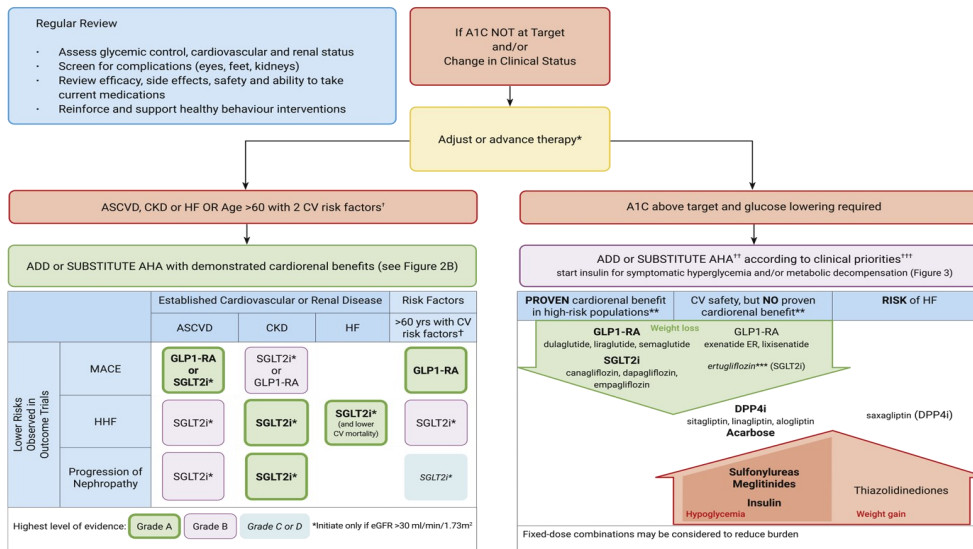 Regular Review
· Assess glycemic control, cardiovascular and renal status
· Screen for complications (eyes, feet, kidneys)
· Review efficacy, side effects, safety and ability to take
current medications
· Reinforce and support healthy behaviour interventions
If A1C NOT at Target
and/or
Change in Clinical Status
Adjust or advance therapy*
ASCVD, CKD or HF OR Age >60 with 2 CV risk factors†
ADD or SUBSTITUTE AHA with demonstrated cardiorenal benefits (see Figure 2B)
Established Cardiovascular or Renal Disease
Risk Factors
ASCVD
CKD
HF
>60 yrs with CV
risk factors†
Lower Risks
Observed in
Outcome Trials
MACE
GLP1-RA
or
SGLT2i*
SGLT2i*
or
GLP1-RA
GLP1-RA
HHF
SGLT2i*
SGLT2i*
SGLT2i*
(and lower
CV mortality)
SGLT2i*
Progression of
Nephropathy
SGLT2i*
SGLT2i*
SGLT2i*
Highest level of evidence:
Grade A
Grade B
Grade C or D
*Initiate only if eGFR >30 ml/min/1.73m²
A1C above target and glucose lowering required
ADD or SUBSTITUTE AHA†† according to clinical priorities†††
start insulin for symptomatic hyperglycemia and/or metabolic decompensation (Figure 3)
PROVEN cardiorenal benefit
in high-risk populations**
CV safety, but NO proven
cardiorenal benefit**
RISK of HF
GLP1-RA
Weight loss
GLP1-RA
dulaglutide, liraglutide, semaglutide
exenatide ER, lixisenatide
SGLT2i
canagliflozin, dapagliflozin,
empagliflozin
ertugliflozin*** (SGLT2i)
DPP4i
sitagliptin, linagliptin, alogliptin
Acarbose
saxagliptin (DPP4i)
Sulfonylureas
Meglitinides
Insulin
Hypoglycemia
Thiazolidinediones
Weight gain
Fixed-dose combinations may be considered to reduce burden